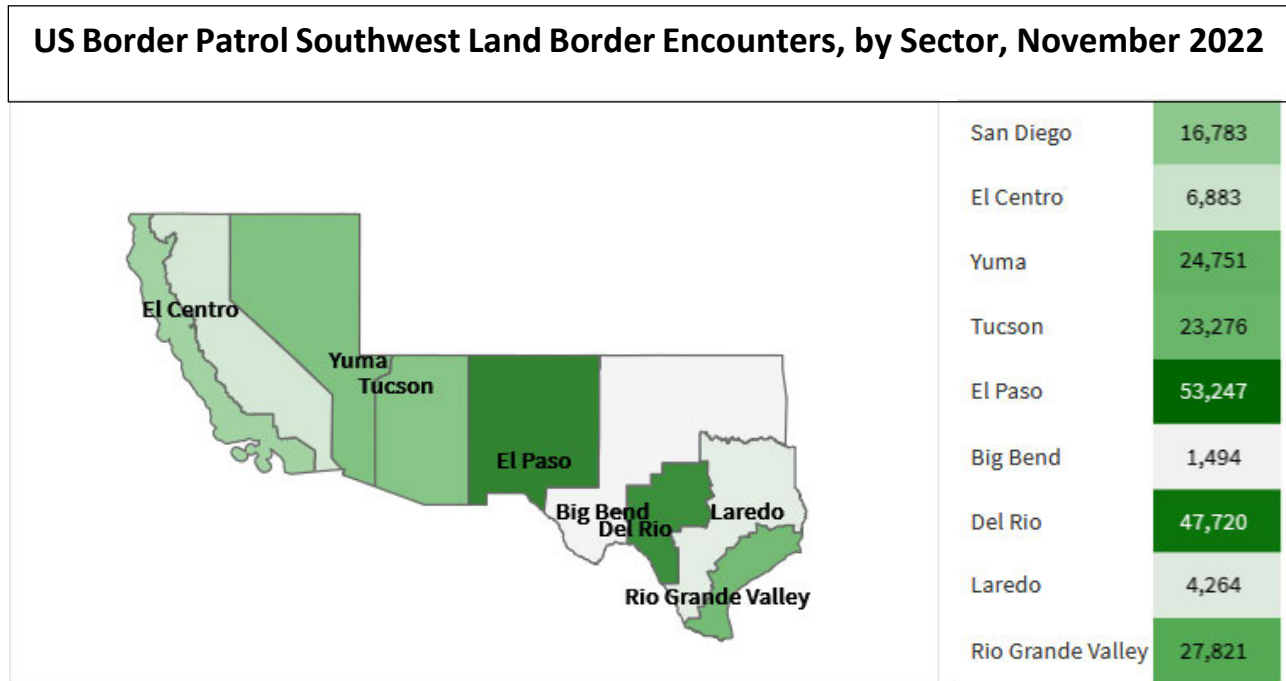 US Border Patrol Southwest Land Border Encounters, by Sector, November 2022
El Centro
Yuma
Tucson
El Paso
Big Bend
Del Rio
Laredo
Rio Grande Valley
San Diego 16,783
El Centro 6,883
Yuma 24,751
Tucson 23,276
El Paso 53,247
Big Bend 1,494
Del Rio 47,720
Laredo 4,264
Rio Grande Valley 27,821